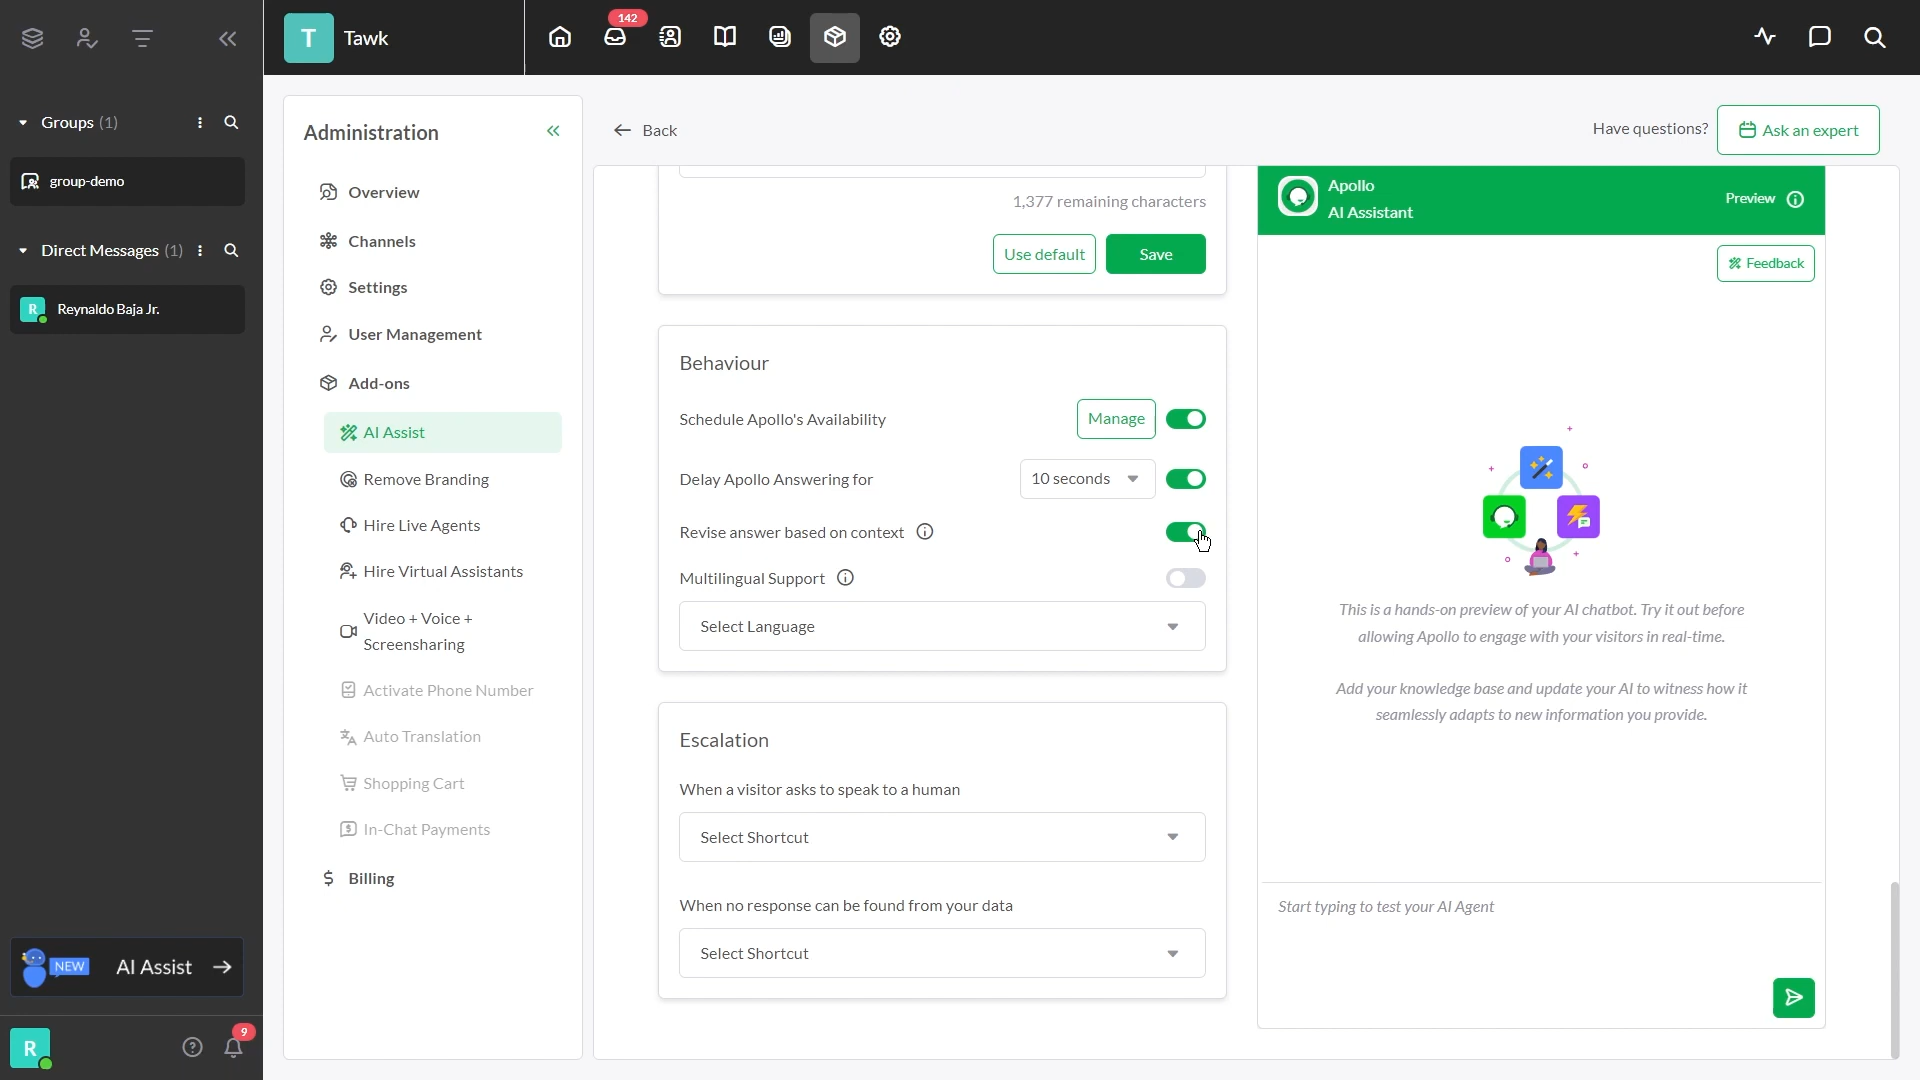 T
Tawk
142
Groups (1)
group-demo
Direct Messages (1)
R
Reynaldo Baja Jr.
NEW
AI Assist
R
9
Administration
Overview
Channels
Settings
User Management
Add-ons
AI Assist
Remove Branding
Hire Live Agents
Hire Virtual Assistants
Video + Voice +
Screensharing
Activate Phone Number
Auto Translation
Shopping Cart
In-Chat Payments
Billing
Back
Have questions?
Ask an expert
1,377 remaining characters
Use default
Save
Behaviour
Schedule Apollo's Availability
Manage
Delay Apollo Answering for
10 seconds
Revise answer based on context
Multilingual Support
Select Language
Escalation
When a visitor asks to speak to a human
Select Shortcut
When no response can be found from your data
Select Shortcut
Apollo
AI Assistant
Preview
Feedback
This is a hands-on preview of your AI chatbot. Try it out before
allowing Apollo to engage with your visitors in real-time.
Add your knowledge base and update your AI to witness how it
seamlessly adapts to new information you provide.
Start typing to test your AI Agent